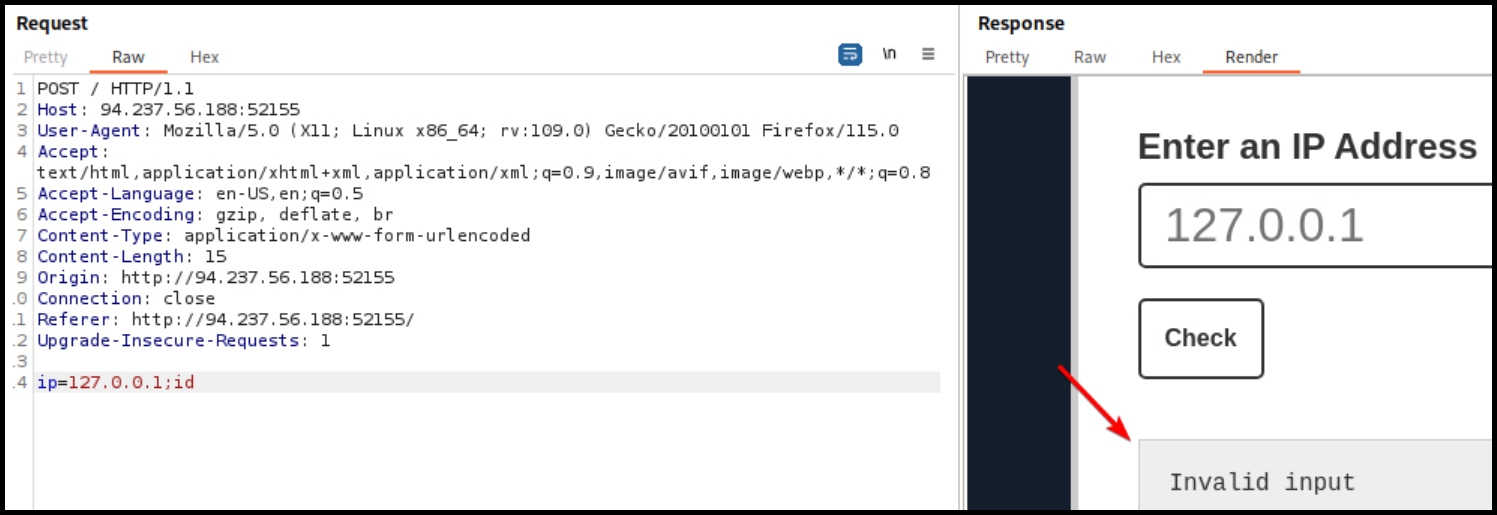 Request
Pretty Raw Hex
\n
1 POST / HTTP/1.1
2 Host: 94.237.56.188:52155
3 User-Agent: Mozilla/5.0 (X11; Linux x86_64; rv:109.0) Gecko/20100101 Firefox/115.0
4 Accept:
text/html,application/xhtml+xml,application/xml;q=0.9,image/avif,image/webp,*/*;q=0.8
5 Accept-Language: en-US,en;q=0.5
6 Accept-Encoding: gzip, deflate, br
7 Content-Type: application/x-www-form-urlencoded
8 Content-Length: 15
9 Origin: http://94.237.56.188:52155
.0 Connection: close
.1 Referer: http://94.237.56.188:52155/
.2 Upgrade-Insecure-Requests: 1
.3
.4 ip=127.0.0.1;id
Response
Pretty Raw Hex Render
Enter an IP Address
127.0.0.1
Check
Invalid input